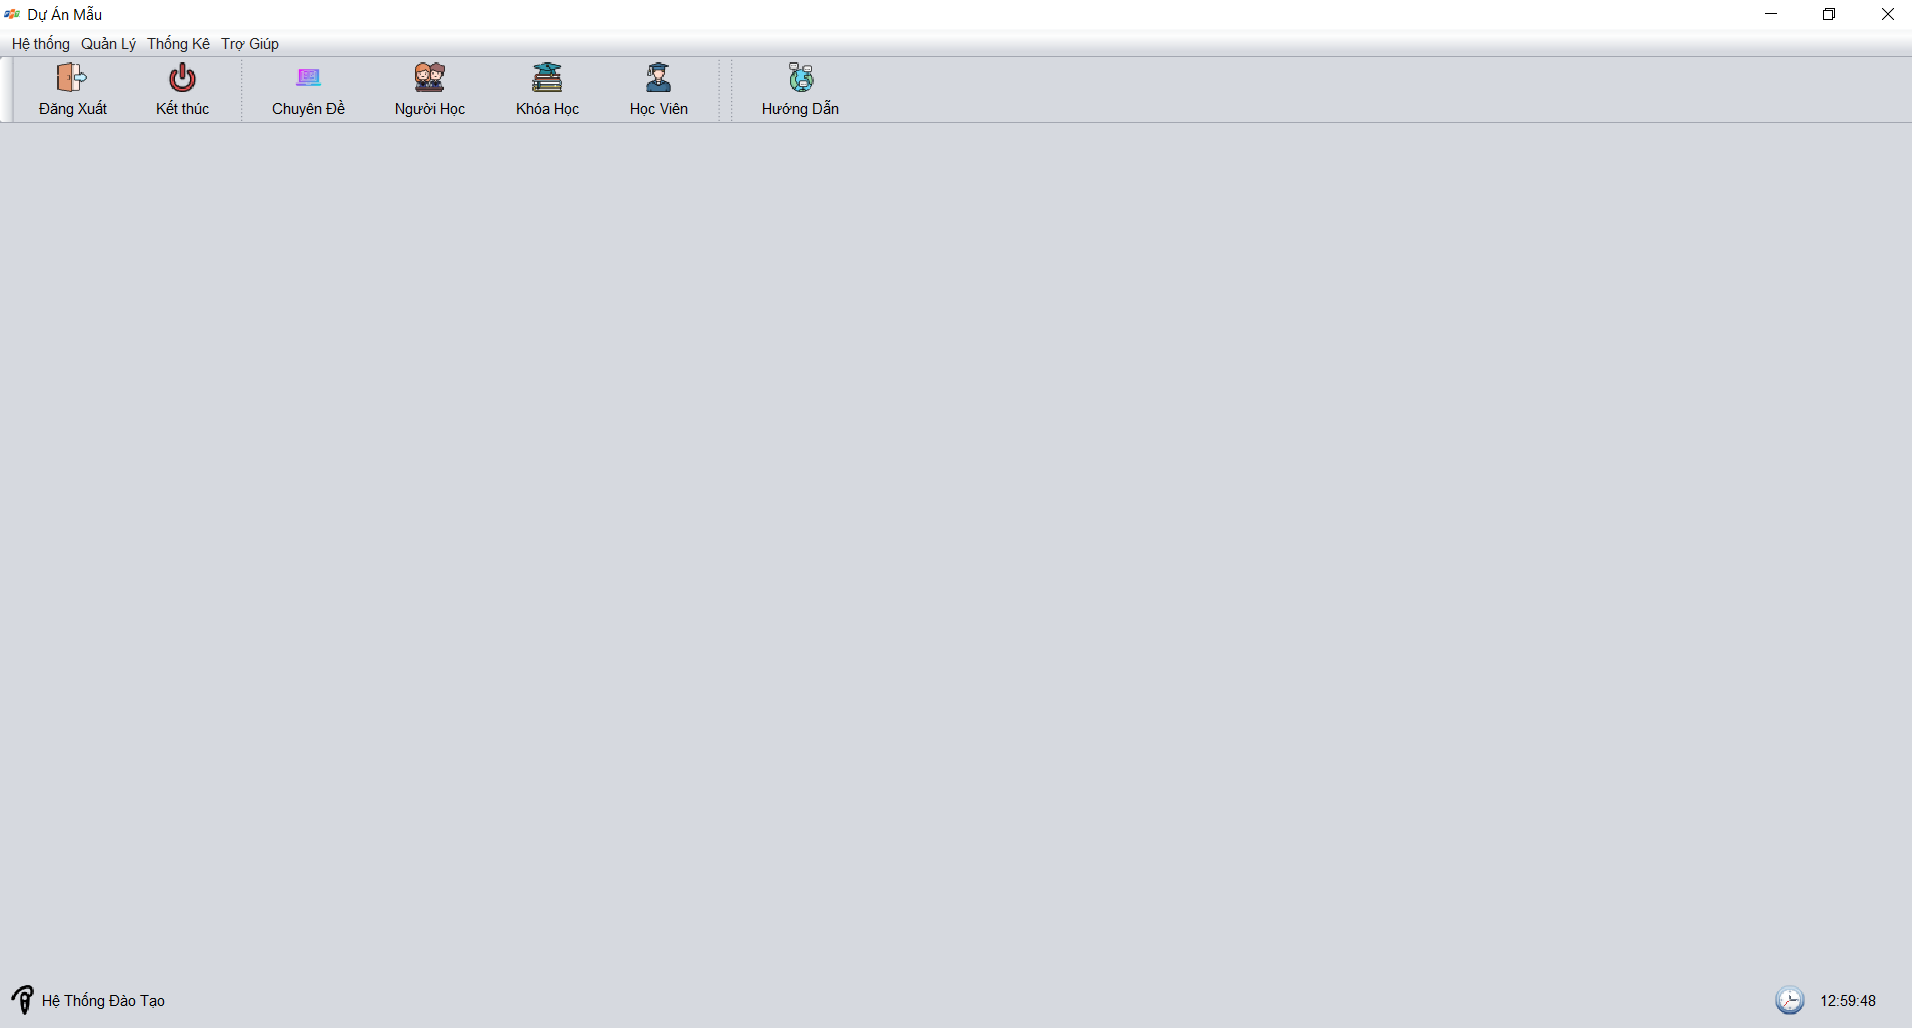 Dự Án Mẫu
Hệ thống Quản Lý Thống Kê Trợ Giúp
Đăng Xuất Kết thúc Chuyên Đề Người Học Khóa Học Học Viên Hướng Dẫn
Hệ Thống Đào Tạo 12:59:48